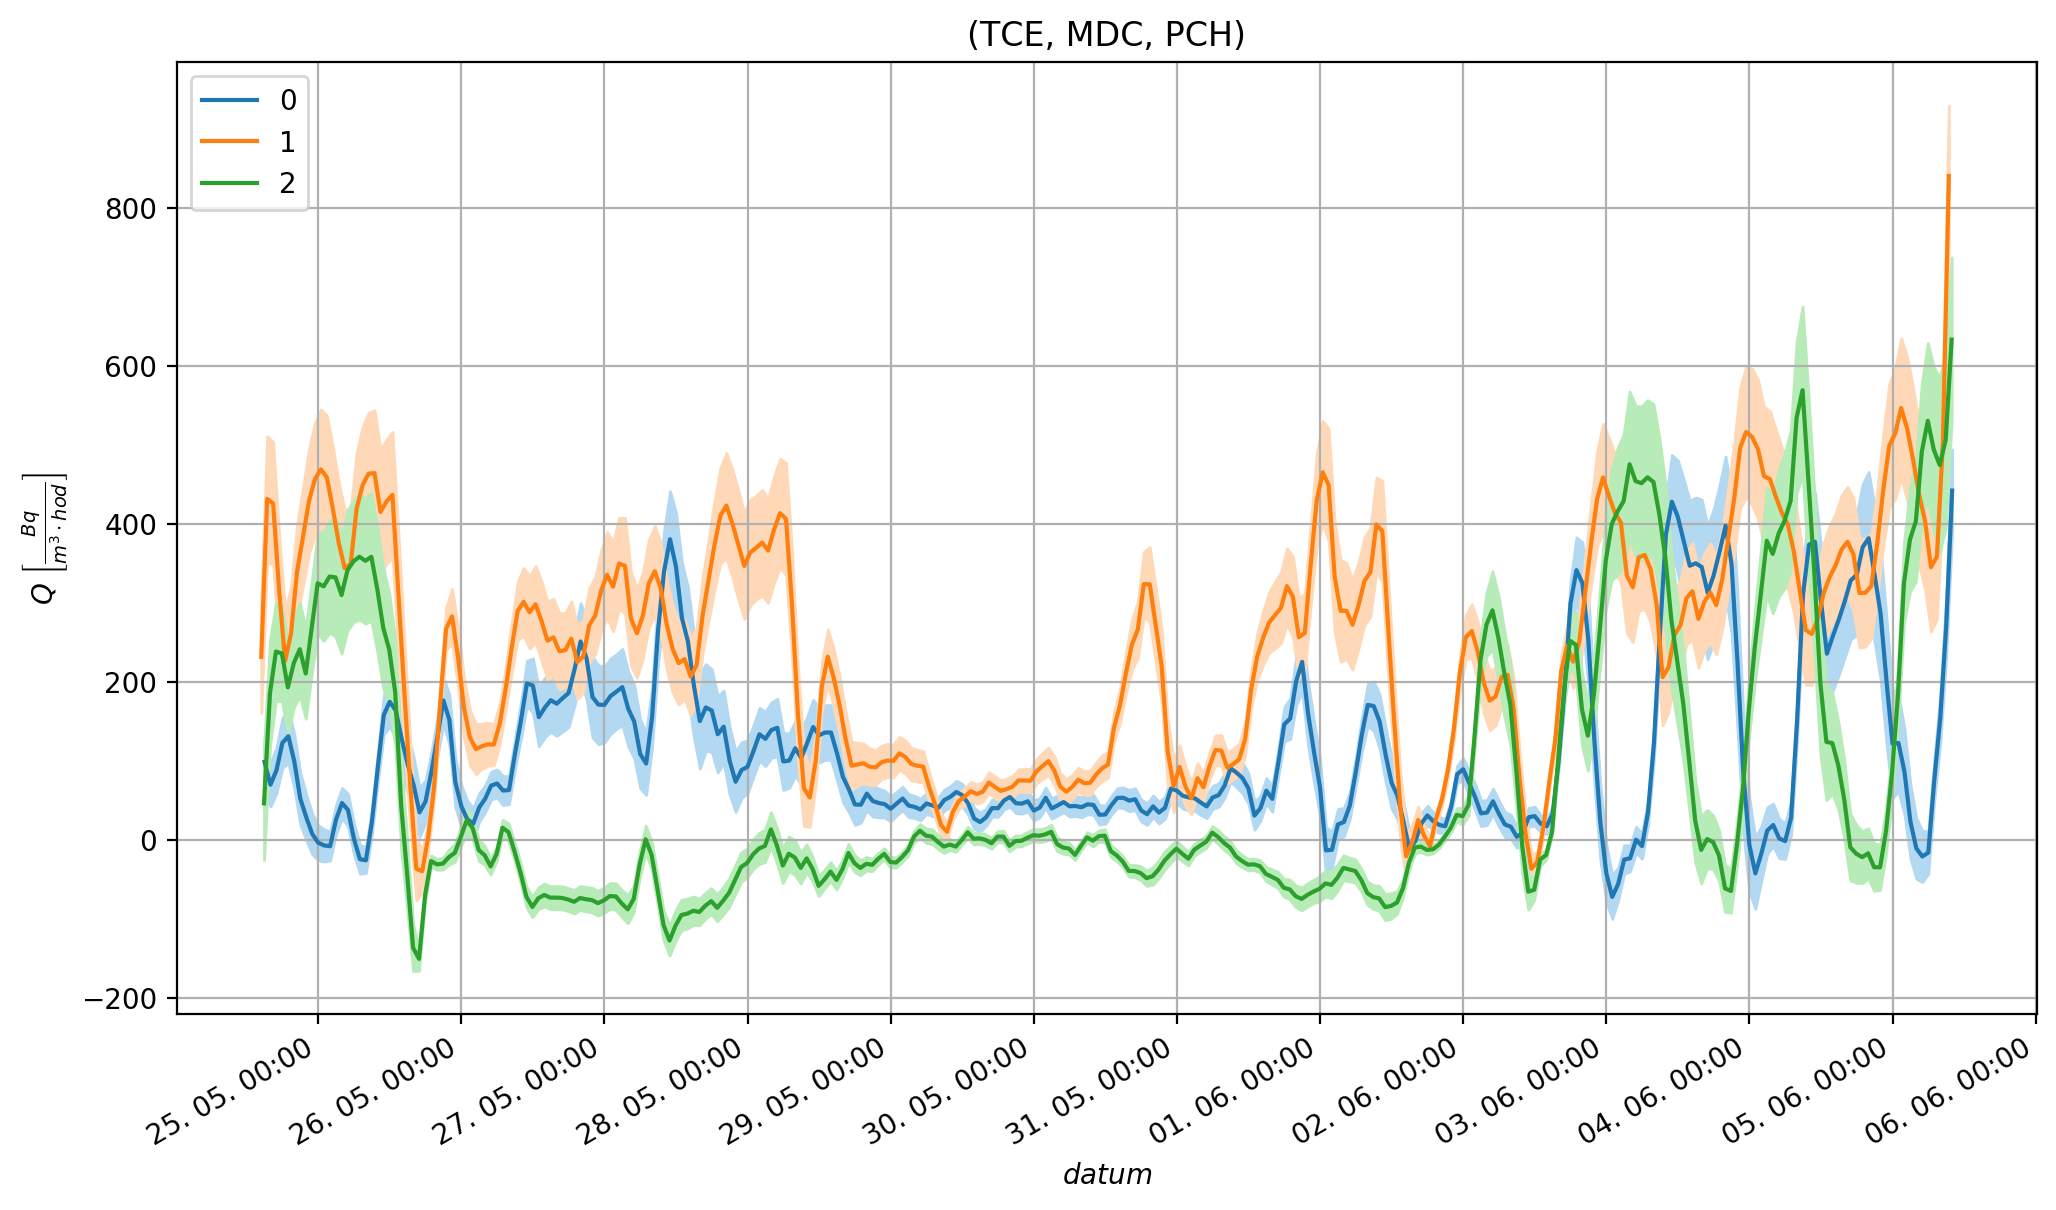 (TCE, MDC, PCH)
0
1
2
800
600
400
200
0
−200
Q [Bq / m³ · hod]
25. 05. 00:00
26. 05. 00:00
27. 05. 00:00
28. 05. 00:00
29. 05. 00:00
30. 05. 00:00
31. 05. 00:00
01. 06. 00:00
02. 06. 00:00
03. 06. 00:00
04. 06. 00:00
05. 06. 00:00
06. 06. 00:00
datum